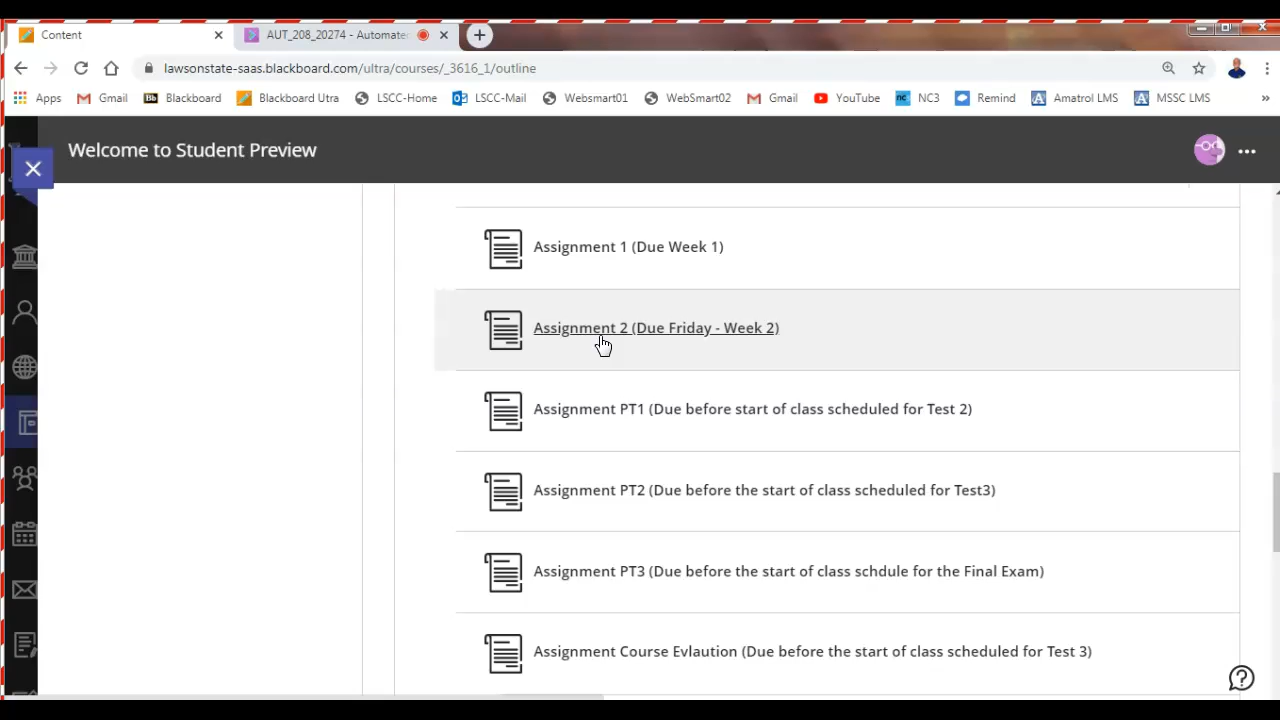 Content
AUT_208_20274 - Automate
lawsonstate-saas.blackboard.com/ultra/courses/_3616_1/outline
Apps
Gmail
Bb
Blackboard
Blackboard Utra
LSCC-Home
LSCC-Mail
Websmart01
WebSmart02
Gmail
YouTube
nc
NC3
Remind
Amatrol LMS
MSSC LMS
»
Welcome to Student Preview
Assignment 1 (Due Week 1)
Assignment 2 (Due Friday - Week 2)
Assignment PT1 (Due before start of class scheduled for Test 2)
Assignment PT2 (Due before the start of class scheduled for Test3)
Assignment PT3 (Due before the start of class schdule for the Final Exam)
Assignment Course Evlaution (Due before the start of class scheduled for Test 3)